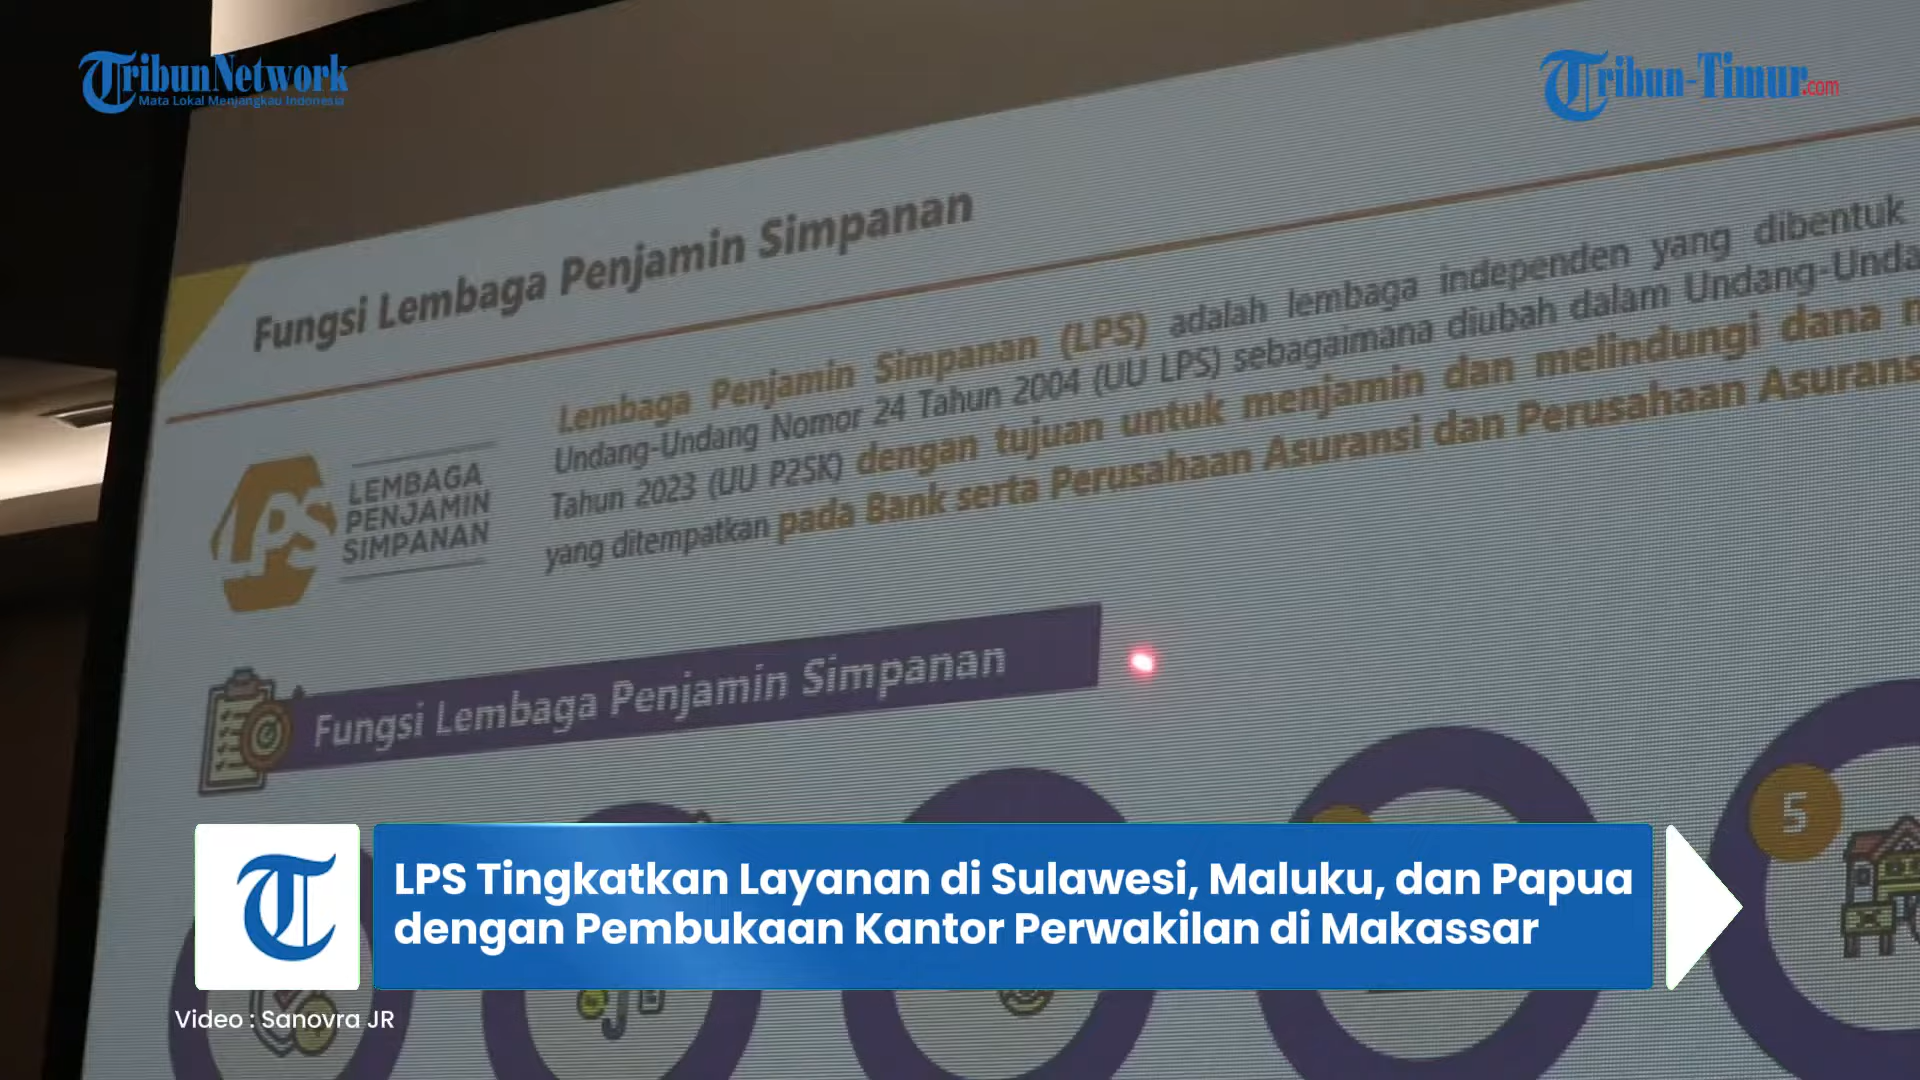 TribunNetwork
Mata Lokal Menjangkau Indonesia
Tribun-Timur.com
Fungsi Lembaga Penjamin Simpanan
Lembaga Penjamin Simpanan (LPS) adalah lembaga independen yang dibentuk
Undang-Undang Nomor 24 Tahun 2004 (UU LPS) sebagaimana diubah dalam
Tahun 2023 (UU P2SK) dengan tujuan untuk menjamin dan melindungi dana
yang ditempatkan pada Bank serta Perusahaan Asuransi dan Perusahaan
LPS
LEMBAGA
PENJAMIN
SIMPANAN
Fungsi Lembaga Penjamin Simpanan
5
LPS Tingkatkan Layanan di Sulawesi, Maluku, dan Papua
dengan Pembukaan Kantor Perwakilan di Makassar
Video : Sanovra JR